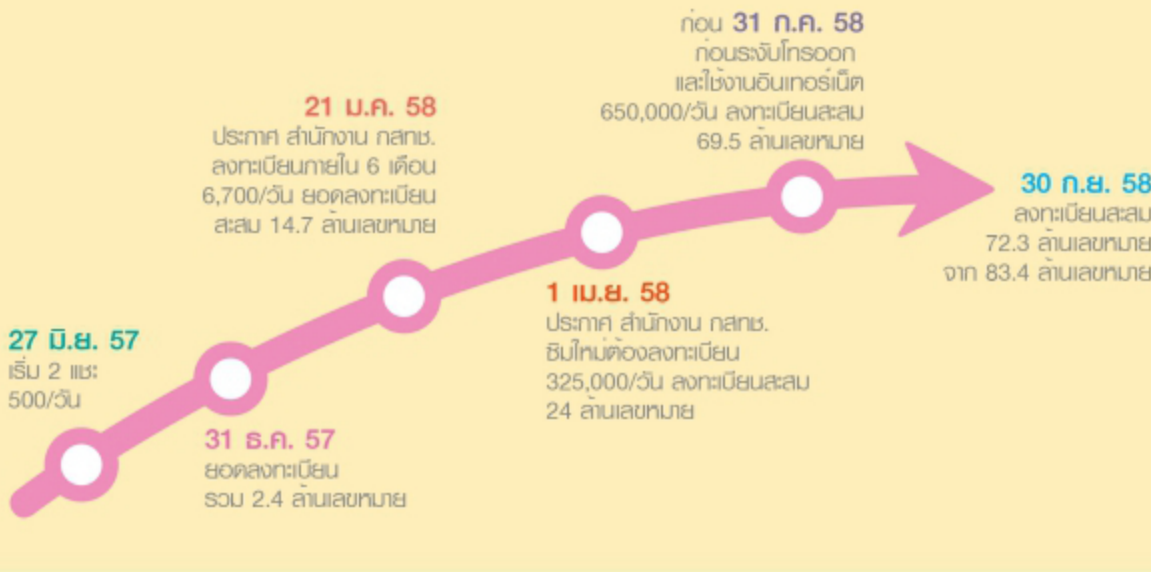 27 มิ.ย. 57
เริ่ม 2 แชะ
500/วัน
31 ธ.ค. 57
ยอดลงทะเบียน
รวม 2.4 ล้านเลขหมาย
21 ม.ค. 58
ประกาศ สำนักงาน กสทช.
ลงทะเบียนภายใน 6 เดือน
6,700/วัน ยอดลงทะเบียน
สะสม 14.7 ล้านเลขหมาย
1 เม.ย. 58
ประกาศ สำนักงาน กสทช.
ซิมใหม่ต้องลงทะเบียน
325,000/วัน ลงทะเบียนสะสม
24 ล้านเลขหมาย
ก่อน 31 ก.ค. 58
ก่อนระงับโทรออก
และใช้งานอินเทอร์เน็ต
650,000/วัน ลงทะเบียนสะสม
69.5 ล้านเลขหมาย
30 ก.ย. 58
ลงทะเบียนสะสม
72.3 ล้านเลขหมาย
จาก 83.4 ล้านเลขหมาย